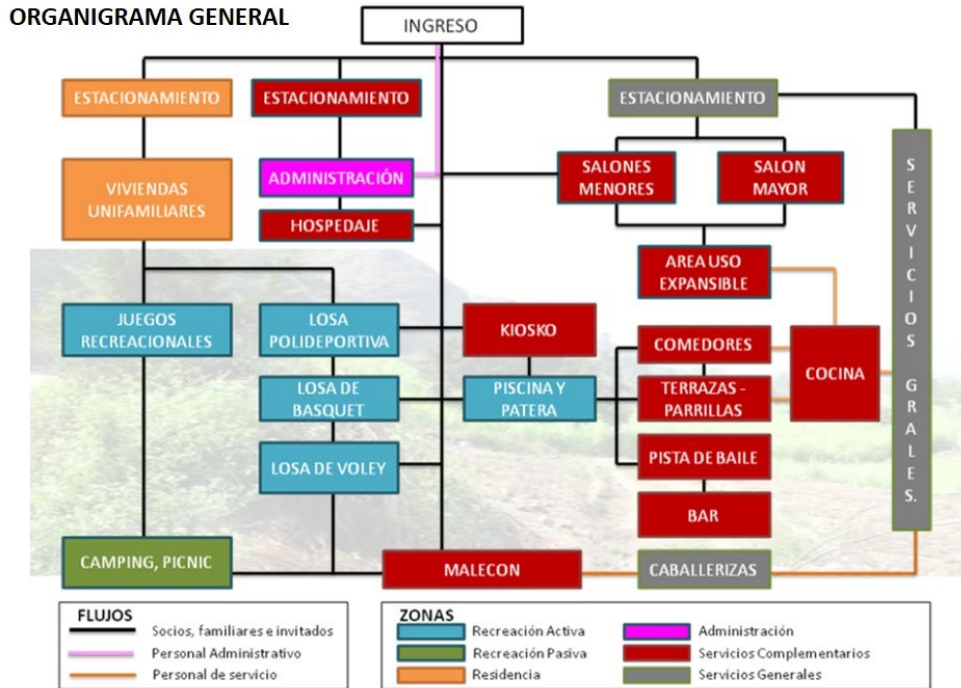 ORGANIGRAMA GENERAL
INGRESO
ESTACIONAMIENTO
ESTACIONAMIENTO
ESTACIONAMIENTO
VIVIENDAS
UNIFAMILIARES
ADMINISTRACIÓN
HOSPEDAJE
SALONES
MENORES
SALON
MAYOR
AREA USO
EXPANSIBLE
SERVICIOS GRALES.
JUEGOS
RECREACIONALES
LOSA
POLIDEPORTIVA
KIOSKO
COMEDORES
COCINA
LOSA DE
BASQUET
PISCINA Y
PATERA
TERRAZAS -
PARRILLAS
LOSA DE VOLEY
PISTA DE BAILE
BAR
CAMPING, PICNIC
MALECON
CABALLERIZAS
FLUJOS
Socios, familiares e invitados
Personal Administrativo
Personal de servicio
ZONAS
Recreación Activa
Recreación Pasiva
Residencia
Administración
Servicios Complementarios
Servicios Generales